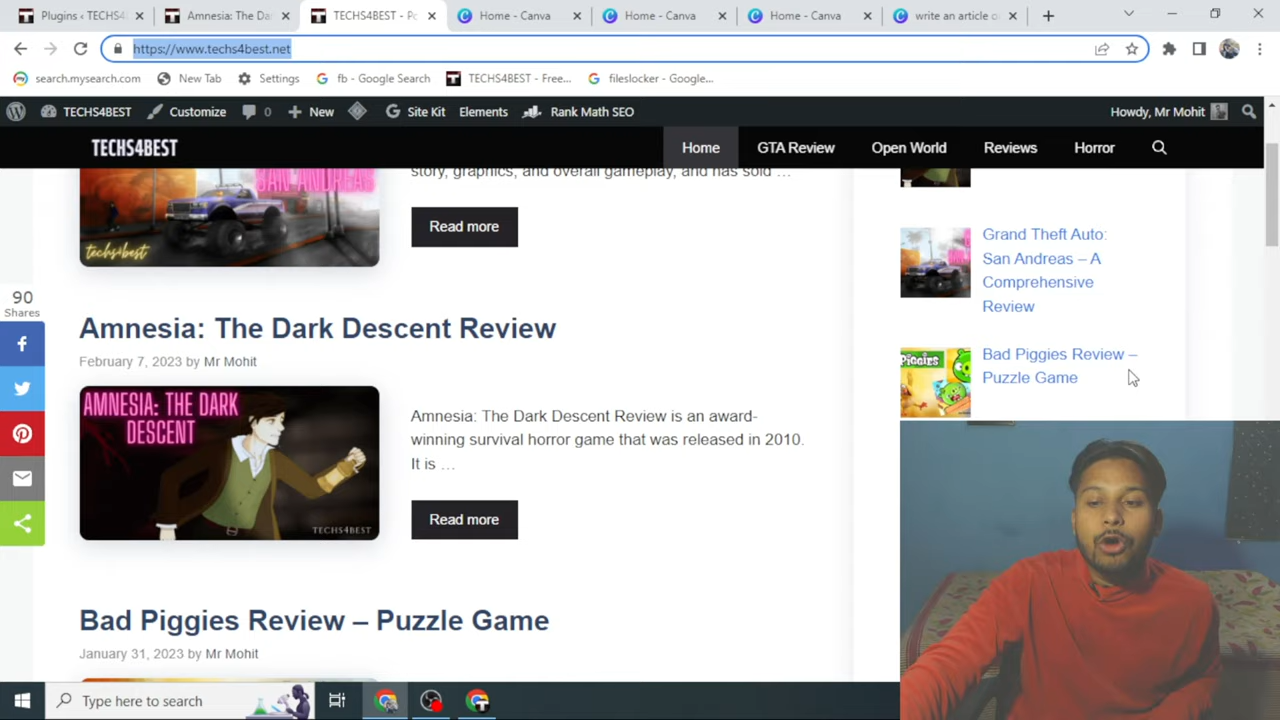 Plugins ‹ TECHS4
Amnesia: The Da
TECHS4BEST - Po
Home - Canva
Home - Canva
Home - Canva
write an article o
https://www.techs4best.net
search.mysearch.com
New Tab
Settings
fb - Google Search
TECHS4BEST - Free...
fileslocker - Google...
TECHS4BEST
Customize
0
New
Site Kit
Elements
Rank Math SEO
Howdy, Mr Mohit
TECHS4BEST
Home
GTA Review
Open World
Reviews
Horror
SAN ANDREAS
techs4best
story, graphics, and overall gameplay, and has sold …
Read more
90
Shares
Amnesia: The Dark Descent Review
February 7, 2023 by Mr Mohit
AMNESIA: THE DARK
DESCENT
TECHS4BEST
Amnesia: The Dark Descent Review is an award-
winning survival horror game that was released in 2010.
It is …
Read more
Bad Piggies Review – Puzzle Game
January 31, 2023 by Mr Mohit
Grand Theft Auto:
San Andreas – A
Comprehensive
Review
PIGGIES
Bad Piggies Review –
Puzzle Game
Type here to search